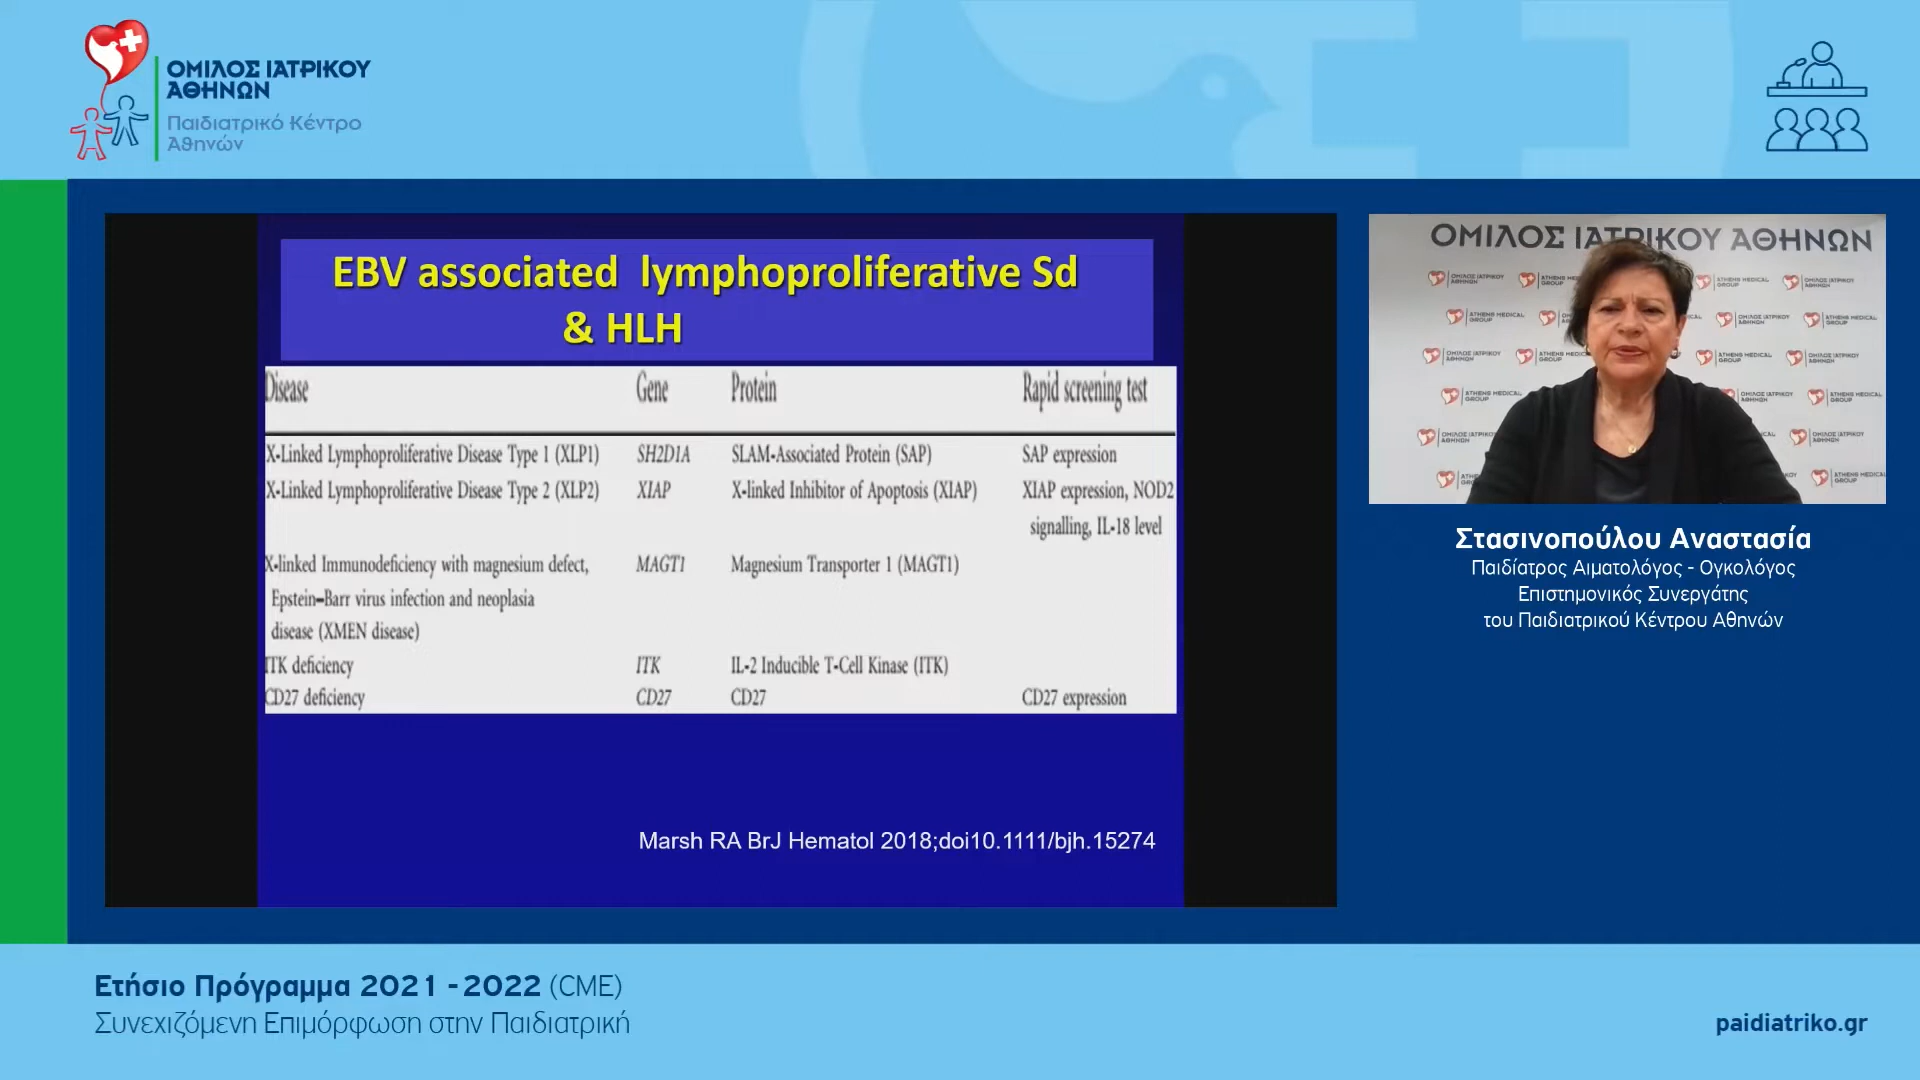 ΟΜΙΛΟΣ ΙΑΤΡΙΚΟΥ
ΑΘΗΝΩΝ
Παιδιατρικό Κέντρο
Αθηνών
EBV associated lymphoproliferative Sd
& HLH
Disease Gene Protein Rapid screening test
X-Linked Lymphoproliferative Disease Type 1 (XLP1) SH2D1A SLAM-Associated Protein (SAP) SAP expression
X-Linked Lymphoproliferative Disease Type 2 (XLP2) XIAP X-linked Inhibitor of Apoptosis (XIAP) XIAP expression, NOD2
signalling, IL-18 level
X-linked Immunodeficiency with magnesium defect, MAGT1 Magnesium Transporter 1 (MAGT1)
Epstein–Barr virus infection and neoplasia
disease (XMEN disease)
ITK deficiency ITK IL-2 Inducible T-Cell Kinase (ITK)
CD27 deficiency CD27 CD27 CD27 expression
Marsh RA BrJ Hematol 2018;doi10.1111/bjh.15274
ΟΜΙΛΟΣ ΙΑΤΡΙΚΟΥ ΑΘΗΝΩΝ
Στασινοπούλου Αναστασία
Παιδίατρος Αιματολόγος - Ογκολόγος
Επιστημονικός Συνεργάτης
του Παιδιατρικού Κέντρου Αθηνών
Ετήσιο Πρόγραμμα 2021 - 2022 (CME)
Συνεχιζόμενη Επιμόρφωση στην Παιδιατρική
paidiatriko.gr